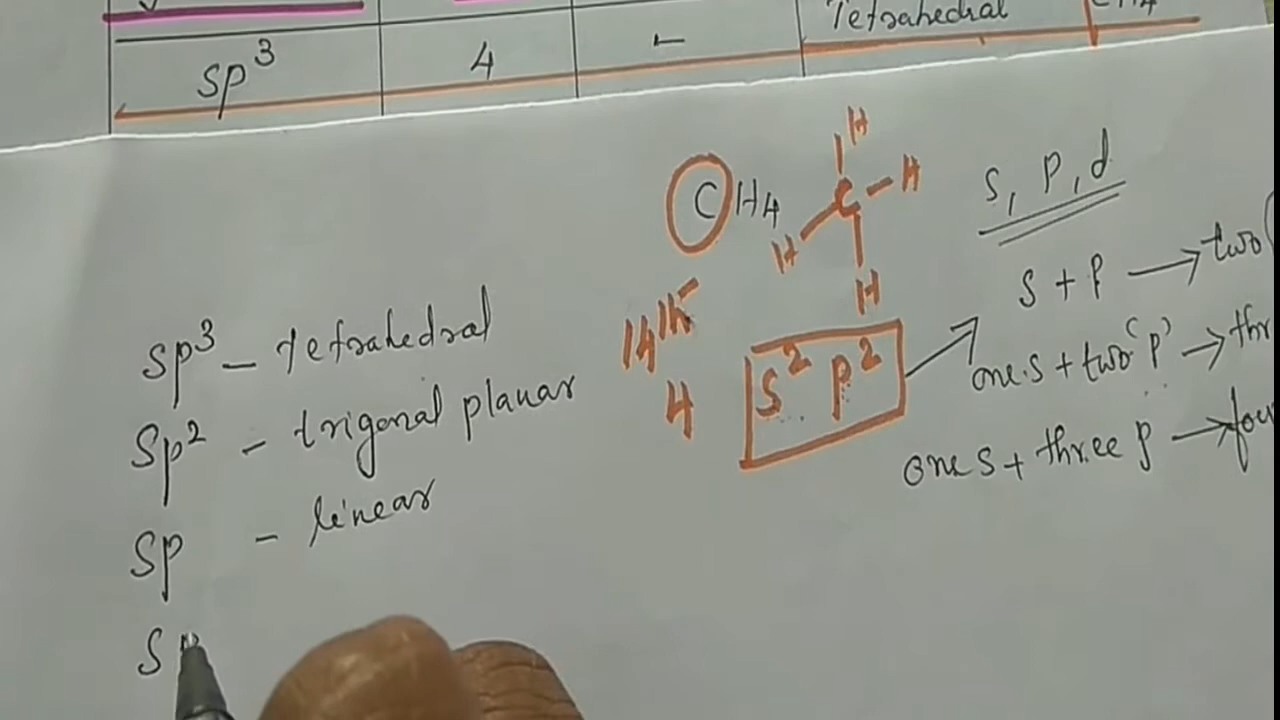 Tetrahedral CH4
sp3 4 -
CH4
H
C H
H
H
S, P, d
S + P → two
one s + two 'p' → thr
one s + three p → fou
S2 P2
4
sp3 - tetrahedral
sp2 - trigonal planar
sp - linear
s